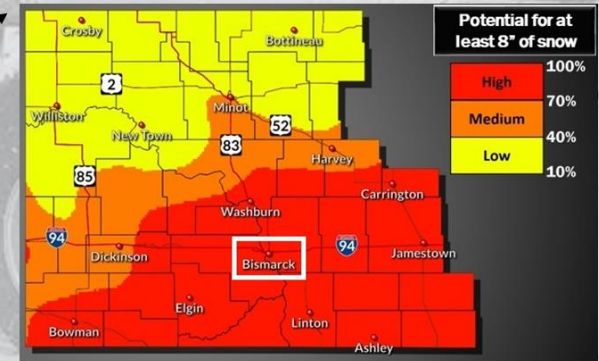 Potential for at
least 8” of snow
100%
High
70%
Medium
40%
Low
10%
Crosby
Bottineau
2
Williston
Minot
New Town
52
83
Harvey
85
Carrington
Washburn
94
94
Dickinson
Bismarck
Jamestown
Elgin
Linton
Bowman
Ashley